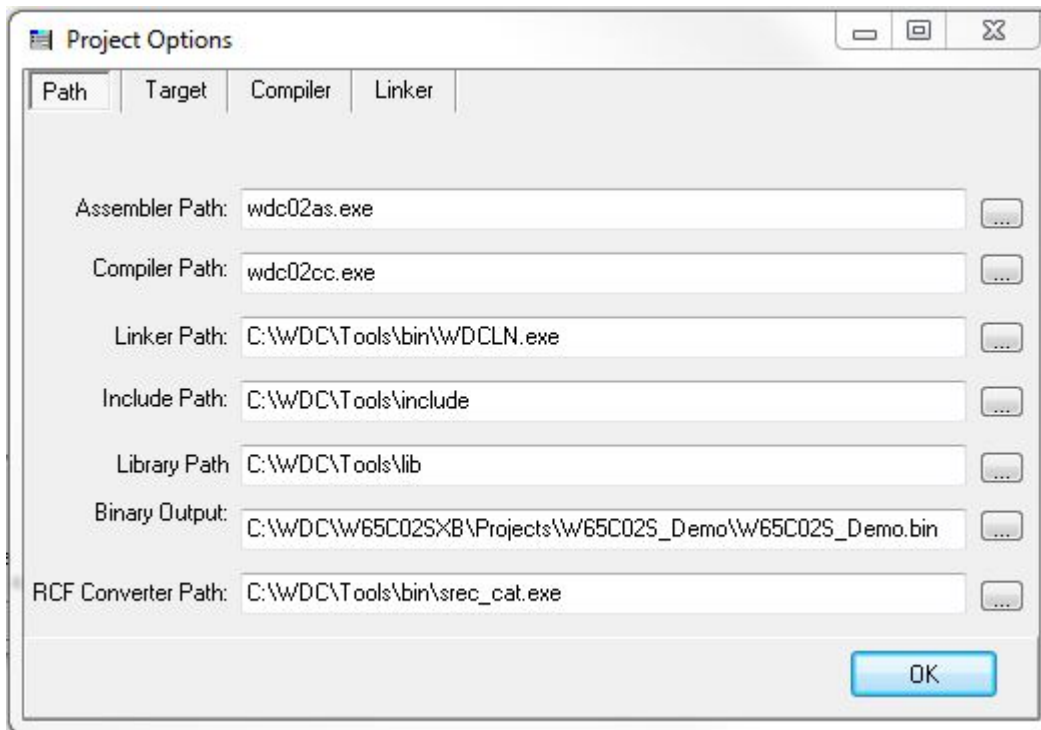 Project Options
Path Target Compiler Linker
Assembler Path: wdc02as.exe ...
Compiler Path: wdc02cc.exe ...
Linker Path: C:\WDC\Tools\bin\WDCLN.exe ...
Include Path: C:\WDC\Tools\include ...
Library Path C:\WDC\Tools\lib ...
Binary Output: C:\WDC\W65C02SXB\Projects\W65C02S_Demo\W65C02S_Demo.bin ...
RCF Converter Path: C:\WDC\Tools\bin\srec_cat.exe ...
OK